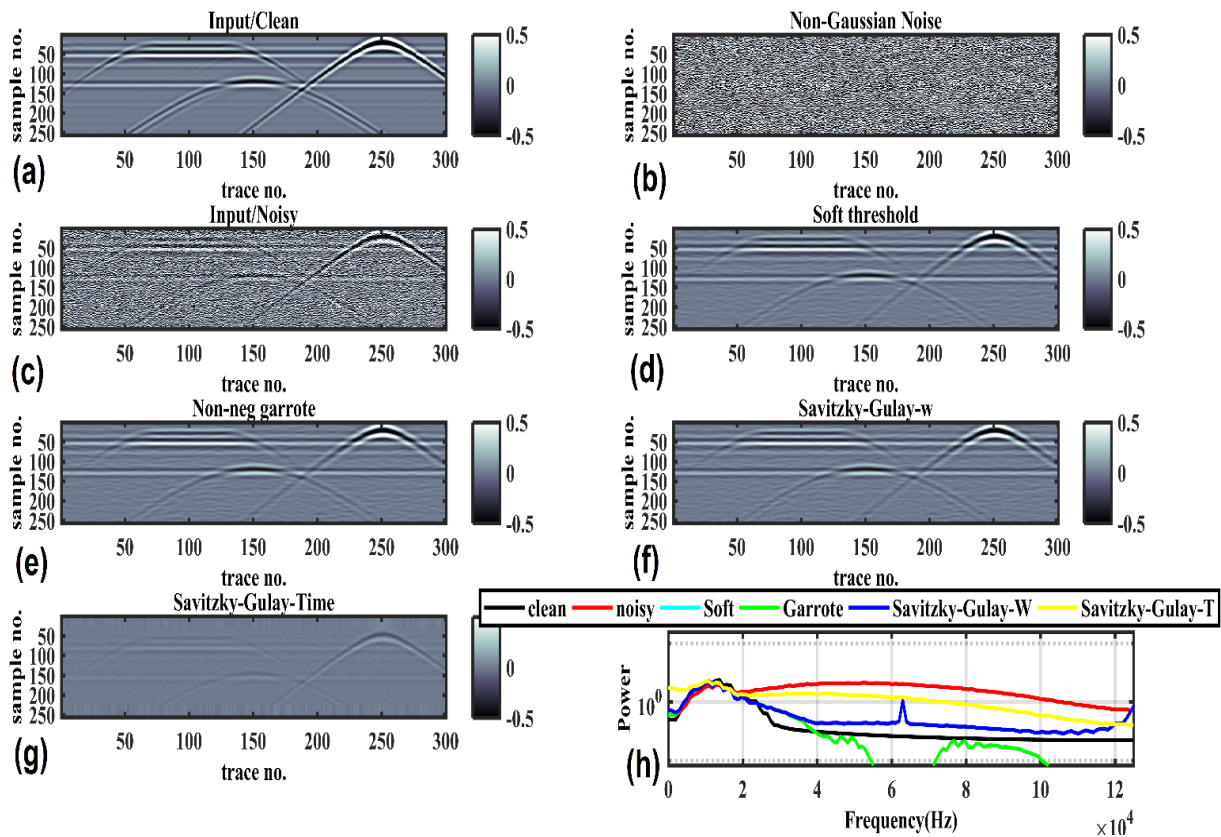 Input/Clean
sample no.
50
100
150
200
250
50 100 150 200 250 300
0.5
0
-0.5
(a)
trace no.
Non-Gaussian Noise
sample no.
50
100
150
200
250
50 100 150 200 250 300
0.5
0
-0.5
(b)
trace no.
Input/Noisy
sample no.
50
100
150
200
250
50 100 150 200 250 300
0.5
0
-0.5
(c)
trace no.
Soft threshold
sample no.
50
100
150
200
250
50 100 150 200 250 300
0.5
0
-0.5
(d)
trace no.
Non-neg garrote
sample no.
50
100
150
200
250
50 100 150 200 250 300
0.5
0
-0.5
(e)
trace no.
Savitzky-Gulay-w
sample no.
50
100
150
200
250
50 100 150 200 250 300
0.5
0
-0.5
(f)
trace no.
Savitzky-Gulay-Time
sample no.
50
100
150
200
250
50 100 150 200 250 300
0
-0.5
(g)
trace no.
clean noisy Soft Garrote Savitzky-Gulay-W Savitzky-Gulay-T
Power
10^0
0 2 4 6 8 10 12
(h)
Frequency(Hz)
×10^4